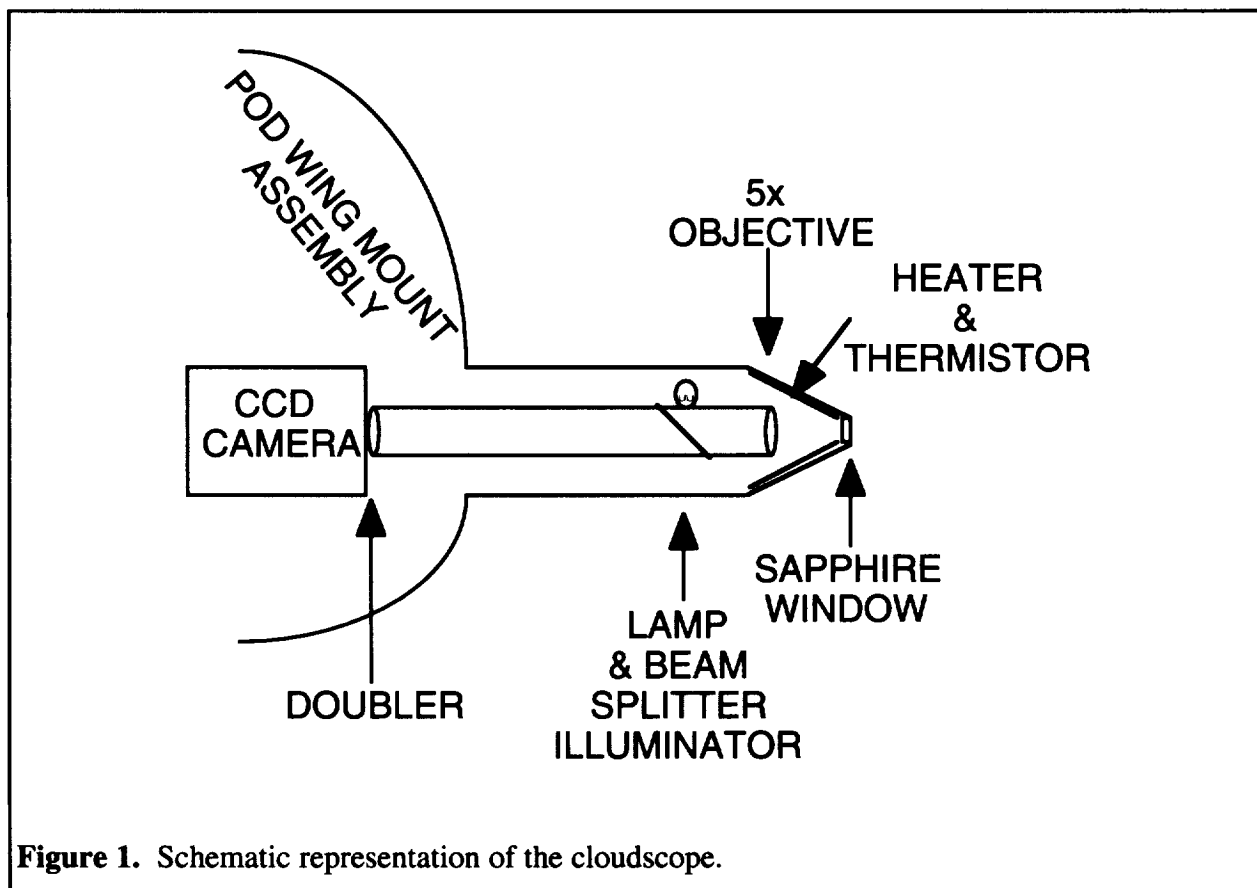 POD WING MOUNT
ASSEMBLY
5x
OBJECTIVE
HEATER
&
THERMISTOR
CCD
CAMERA
SAPPHIRE
WINDOW
LAMP
& BEAM
SPLITTER
ILLUMINATOR
DOUBLER
Figure 1. Schematic representation of the cloudscope.